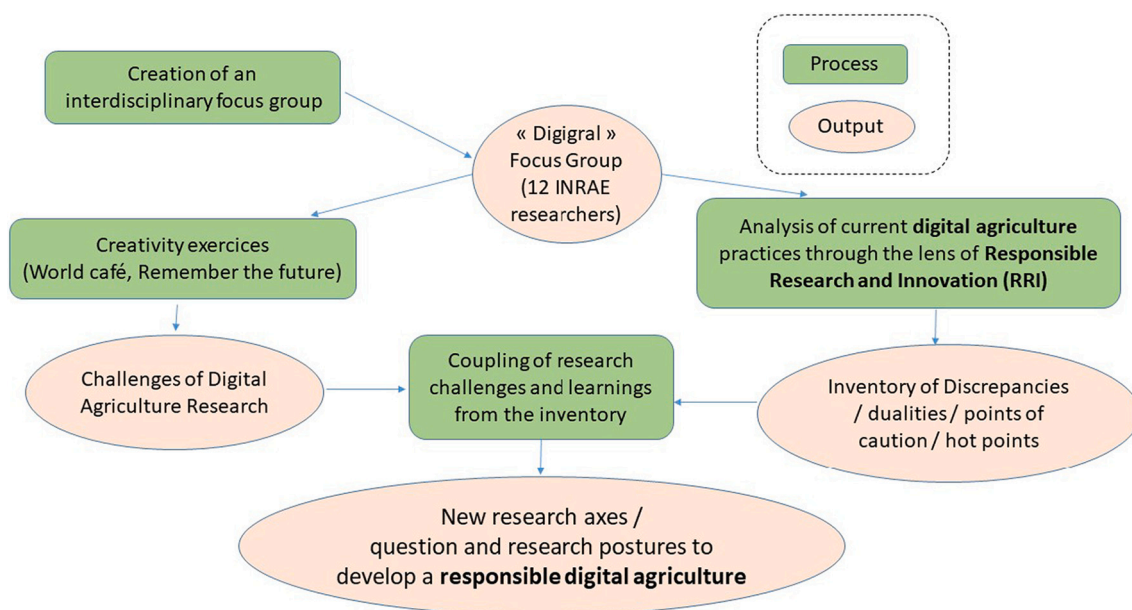 Creation of an
interdisciplinary focus group
Process
Output
« Digigral »
Focus Group
(12 INRAE
researchers)
Creativity exercices
(World café, Remember the future)
Analysis of current digital agriculture
practices through the lens of Responsible
Research and Innovation (RRI)
Challenges of Digital
Agriculture Research
Coupling of research
challenges and learnings
from the inventory
Inventory of Discrepancies
/ dualities / points of
caution / hot points
New research axes /
question and research postures to
develop a responsible digital agriculture